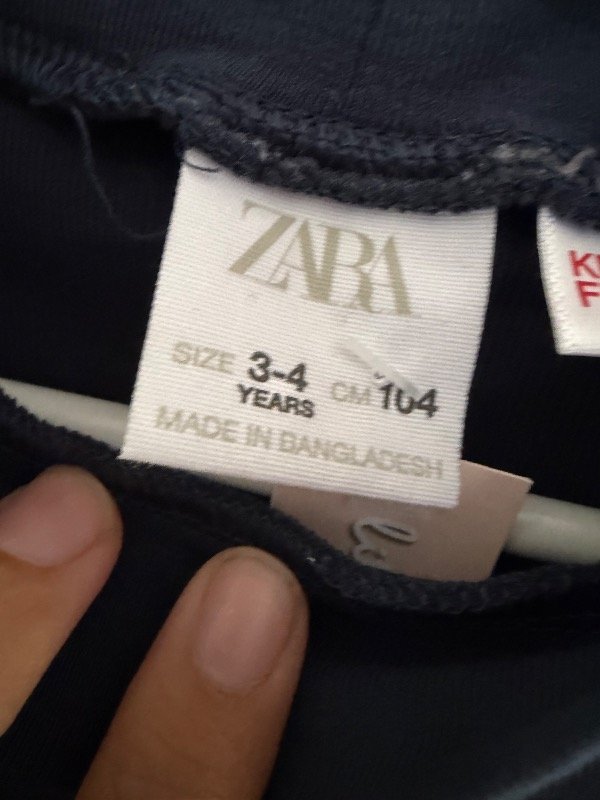 ZARA
SIZE 3-4 YEARS CM 104
MADE IN BANGLADESH